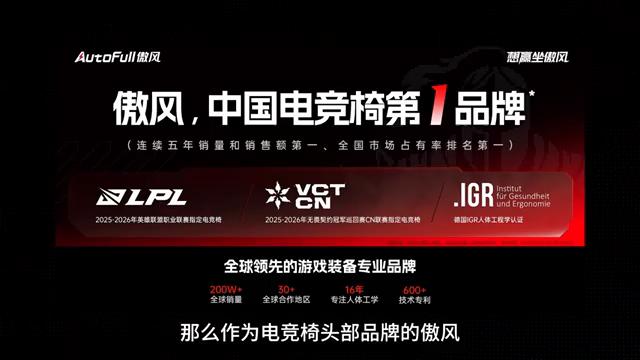 AutoFull傲风
想赢坐傲风
傲风，中国电竞椅第1品牌*
（连续五年销量和销售额第一、全国市场占有率排名第一）
LPL
2025-2026年英雄联盟职业联赛指定电竞椅
VCT CN
2025-2026年无畏契约冠军巡回赛CN联赛指定电竞椅
.IGR Institut für Gesundheit und Ergonomie
德国IGR人体工程学认证
全球领先的游戏装备专业品牌
200W+ 30+ 16年 600+
全球销量 全球合作地区 专注人体工学 技术专利
那么作为电竞椅头部品牌的傲风